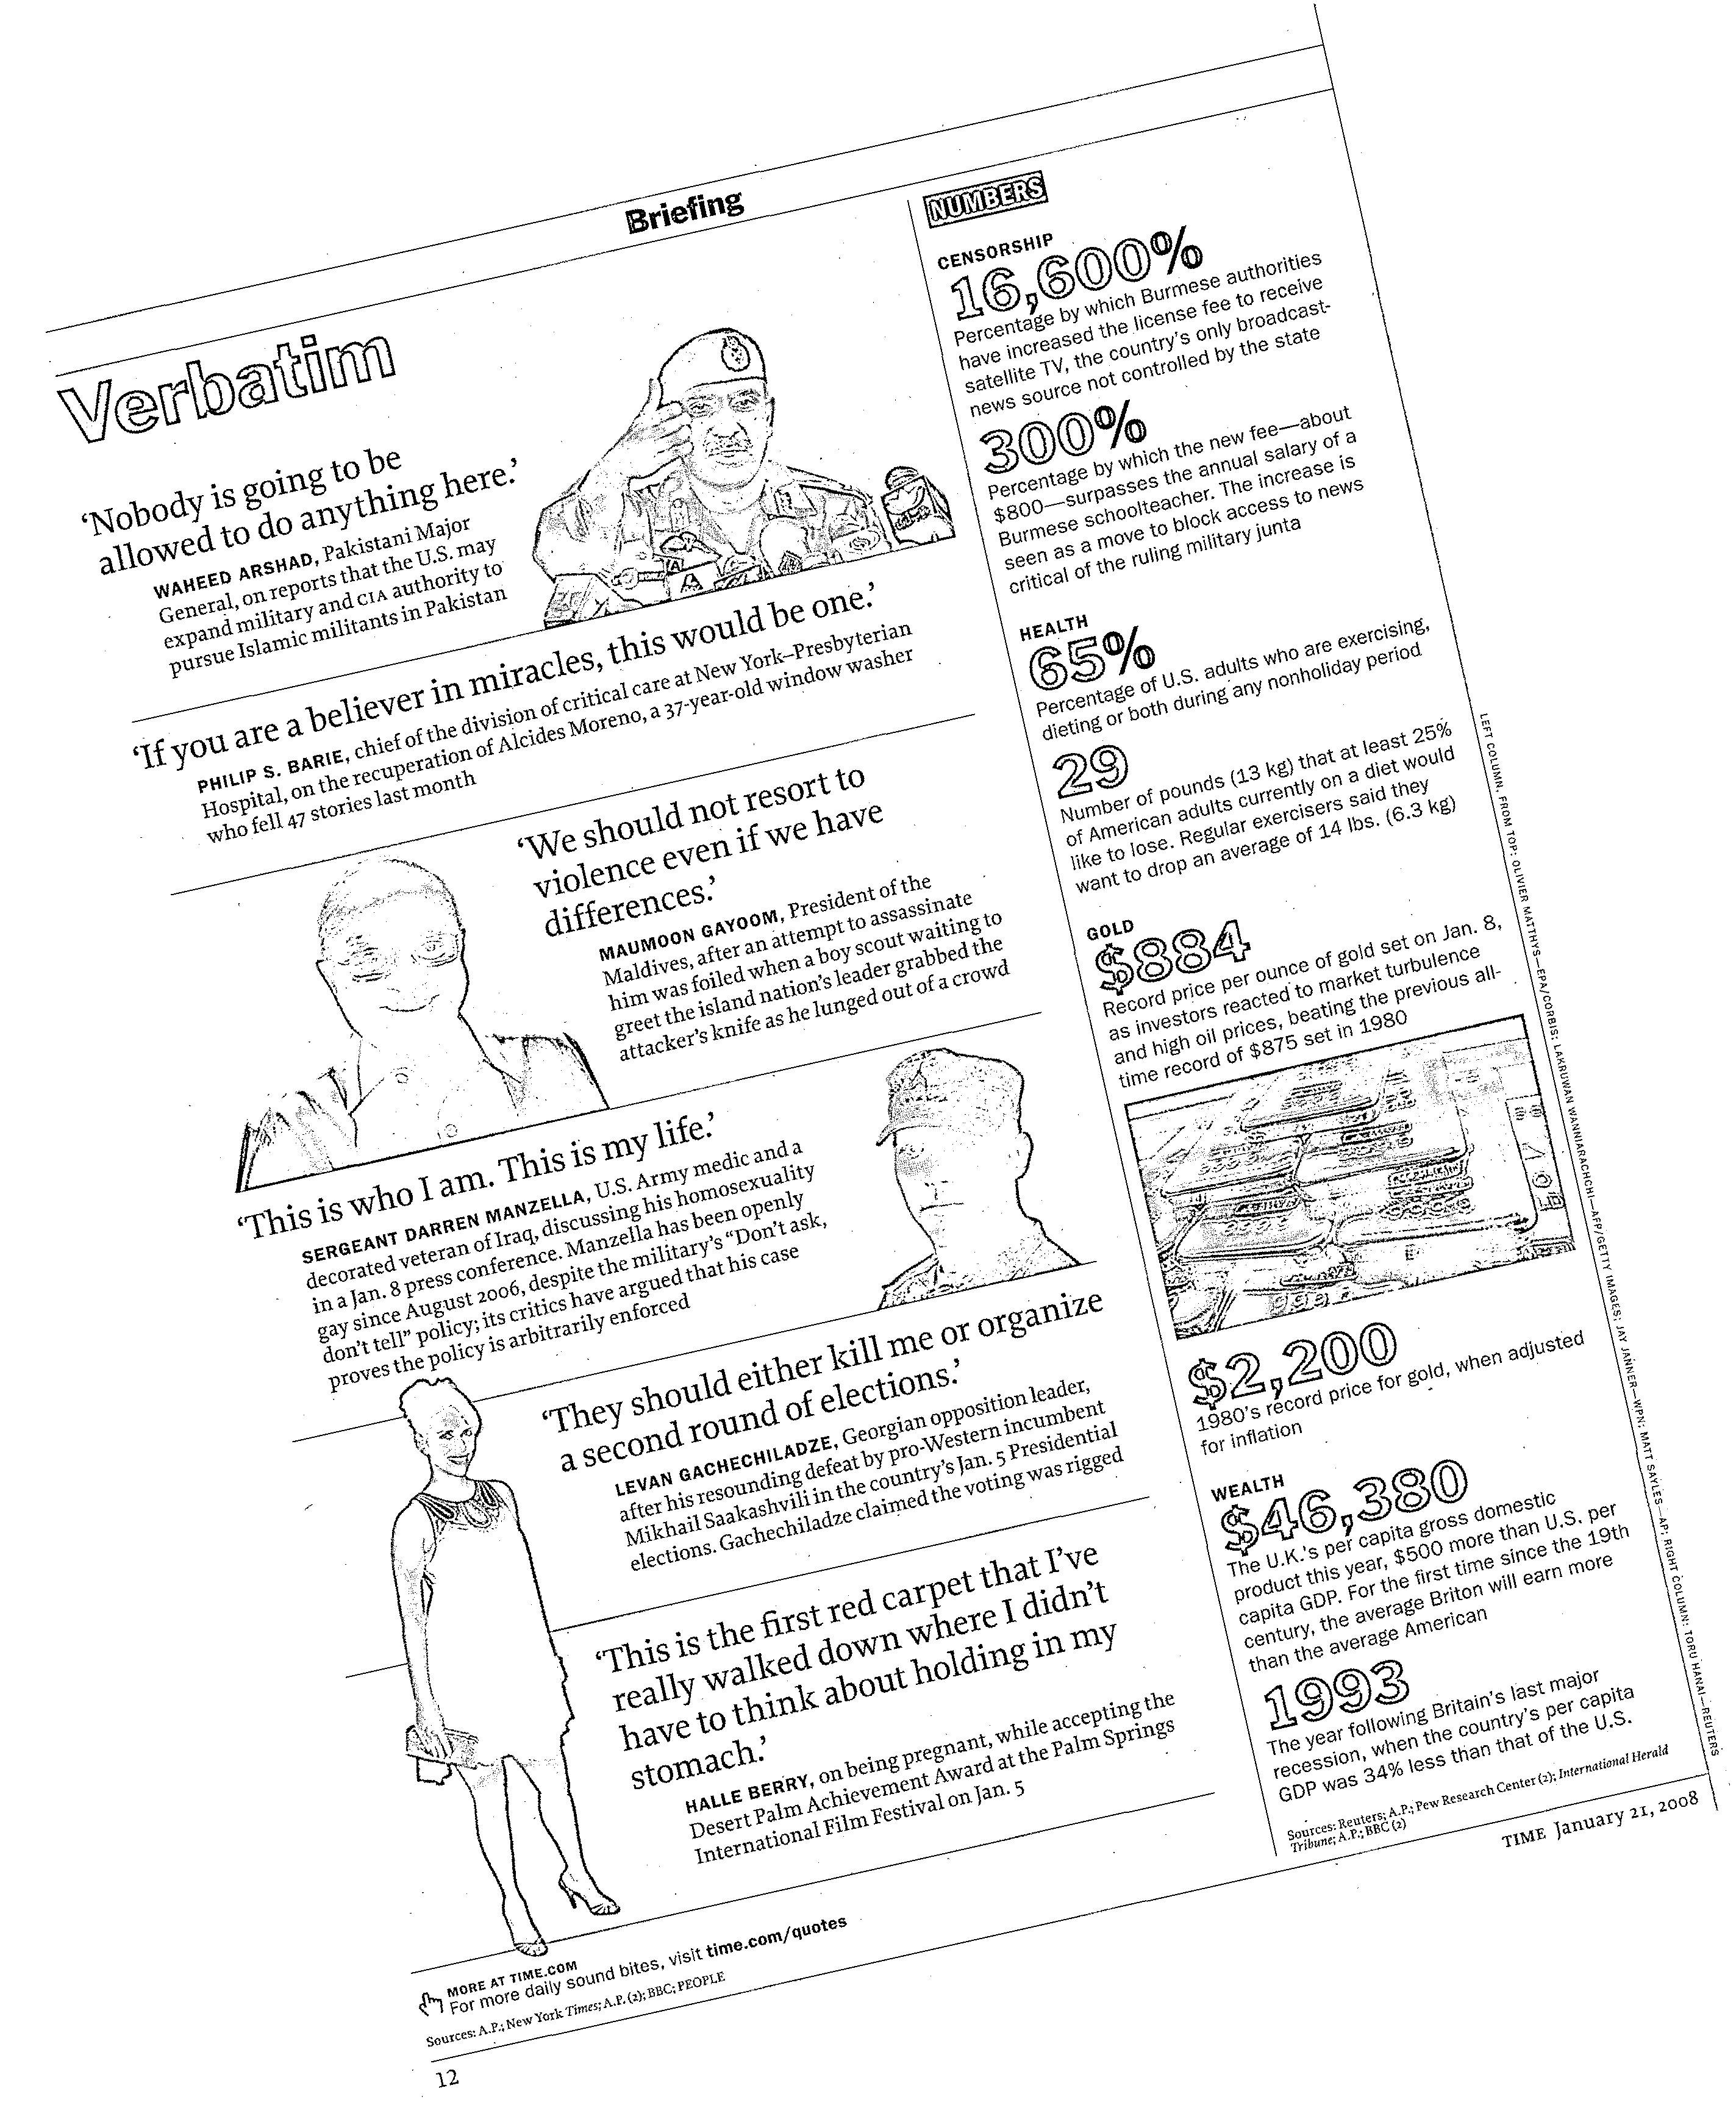 Briefing
Verbatim
‘Nobody is going to be
allowed to do anything here.’
WAHEED ARSHAD, Pakistani Major
General, on reports that the U.S. may
expand military and CIA authority to
pursue Islamic militants in Pakistan
‘If you are a believer in miracles, this would be one.’
PHILIP S. BARIE, chief of the division of critical care at New York–Presbyterian
Hospital, on the recuperation of Alcides Moreno, a 37-year-old window washer
who fell 47 stories last month
‘We should not resort to
violence even if we have
differences.’
MAUMOON GAYOOM, President of the
Maldives, after an attempt to assassinate
him was foiled when a boy scout waiting to
greet the island nation's leader grabbed the
attacker's knife as he lunged out of a crowd
‘This is who I am. This is my life.’
SERGEANT DARREN MANZELLA, U.S. Army medic and a
decorated veteran of Iraq, discussing his homosexuality
in a Jan. 8 press conference. Manzella has been openly
gay since August 2006, despite the military's “Don't ask,
don't tell” policy; its critics have argued that his case
proves the policy is arbitrarily enforced
‘They should either kill me or organize
a second round of elections.’
LEVAN GACHECHILADZE, Georgian opposition leader,
after his resounding defeat by pro-Western incumbent
Mikhail Saakashvili in the country's Jan. 5 Presidential
elections. Gachechiladze claimed the voting was rigged
‘This is the first red carpet that I've
really walked down where I didn't
have to think about holding in my
stomach.’
HALLE BERRY, on being pregnant, while accepting the
Desert Palm Achievement Award at the Palm Springs
International Film Festival on Jan. 5
MORE AT TIME.COM
For more daily sound bites, visit time.com/quotes
Sources: A.P.; New York Times; A.P. (2); BBC; PEOPLE
12
NUMBERS
CENSORSHIP
16,600%
Percentage by which Burmese authorities
have increased the license fee to receive
satellite TV, the country's only broadcast-
news source not controlled by the state
300%
Percentage by which the new fee—about
$800—surpasses the annual salary of a
Burmese schoolteacher. The increase is
seen as a move to block access to news
critical of the ruling military junta
HEALTH
65%
Percentage of U.S. adults who are exercising,
dieting or both during any nonholiday period
29
Number of pounds (13 kg) that at least 25%
of American adults currently on a diet would
like to lose. Regular exercisers said they
want to drop an average of 14 lbs. (6.3 kg)
GOLD
$884
Record price per ounce of gold set on Jan. 8,
as investors reacted to market turbulence
and high oil prices, beating the previous all-
time record of $875 set in 1980
$2,200
1980's record price for gold, when adjusted
for inflation
WEALTH
$46,380
The U.K.'s per capita gross domestic
product this year, $500 more than U.S. per
capita GDP. For the first time since the 19th
century, the average Briton will earn more
than the average American
1993
The year following Britain's last major
recession, when the country's per capita
GDP was 34% less than that of the U.S.
Sources: Reuters; A.P.; Pew Research Center (2); International Herald
Tribune; A.P.; BBC (2)
TIME January 21, 2008
LEFT COLUMN, FROM TOP: OLIVIER MATTHYS—EPA/CORBIS; LAKRUWAN WANNIARACHCHI—AFP/GETTY IMAGES; JAY JANNER—WPN; MATT SAYLES—AP; RIGHT COLUMN: TORU HANAI—REUTERS